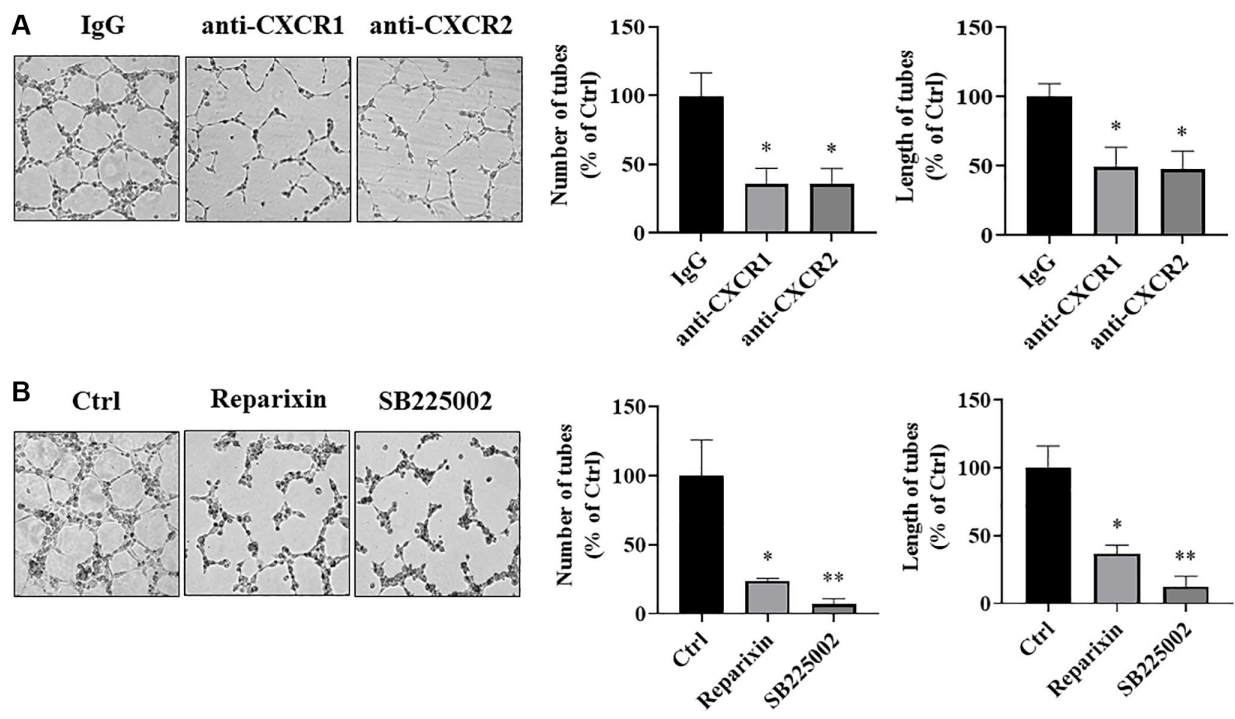 A
IgG
anti-CXCR1
anti-CXCR2
Number of tubes
(% of Ctrl)
150
100
50
0
*
*
IgG
anti-CXCR1
anti-CXCR2
Length of tubes
(% of Ctrl)
150
100
50
0
*
*
IgG
anti-CXCR1
anti-CXCR2
B
Ctrl
Reparixin
SB225002
Number of tubes
(% of Ctrl)
150
100
50
0
*
**
Ctrl
Reparixin
SB225002
Length of tubes
(% of Ctrl)
150
100
50
0
*
**
Ctrl
Reparixin
SB225002